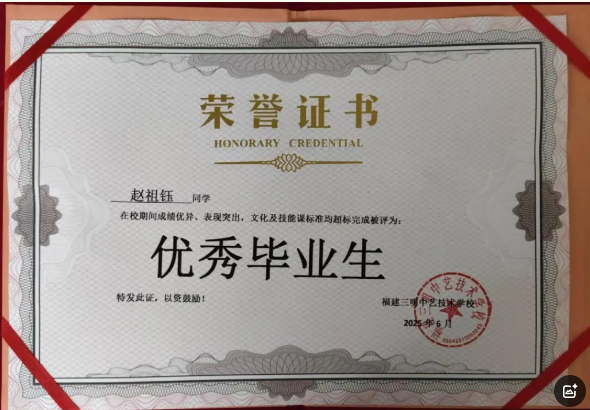 荣誉证书
HONORARY CREDENTIAL
赵祖钰 同学
在校期间成绩优异、表现突出，文化及技能课标准均超标完成被评为：
优秀毕业生
特发此证，以资鼓励！
福建三明中艺技术学校
2025 年 6 月